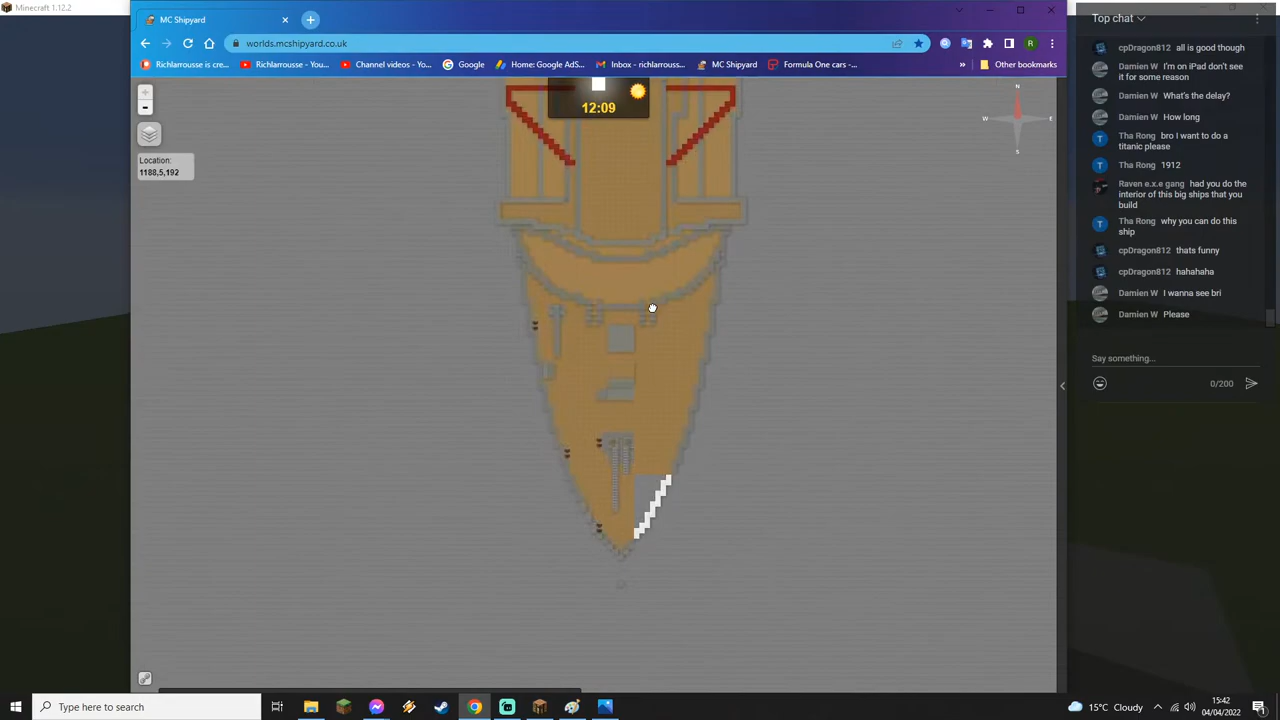 Minecraft 1.12.2
MC Shipyard
Top chat
worlds.mcshipyard.co.uk
R
Richlarrousse is cre...
Richlarrousse - You...
Channel videos - Yo...
Google
Home: Google AdS...
Inbox - richlarrous...
MC Shipyard
Formula One cars -...
»
Other bookmarks
+
-
12:09
N
W
E
S
Location:
1188,5,192
cpDragon812 all is good though
Damien W I'm on iPad don't see
it for some reason
Damien W What's the delay?
Damien W How long
T
Tha Rong bro I want to do a
titanic please
T
Tha Rong 1912
Raven e.x.e gang had you do the
interior of this big ships that you
build
T
Tha Rong why you can do this
ship
cpDragon812 thats funny
cpDragon812 hahahaha
Damien W I wanna see bri
Damien W Please
Say something...
0/200
Type here to search
15°C Cloudy
15:42
04/04/2022
1